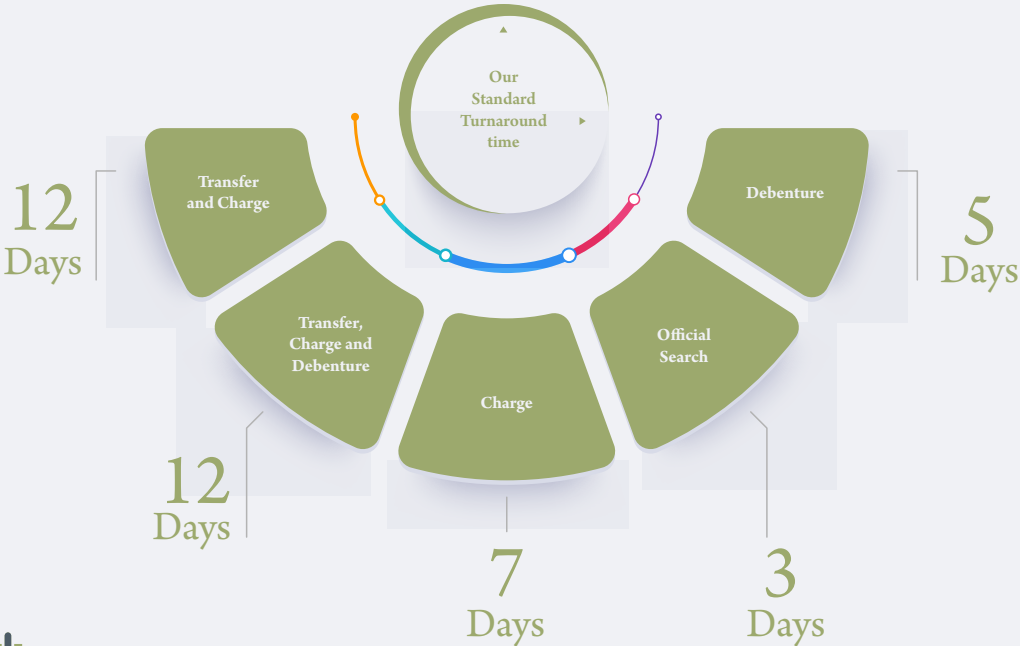 Our
Standard
Turnaround
time
Transfer
and Charge
12
Days
Transfer,
Charge and
Debenture
12
Days
Charge
7
Days
Official
Search
3
Days
Debenture
5
Days